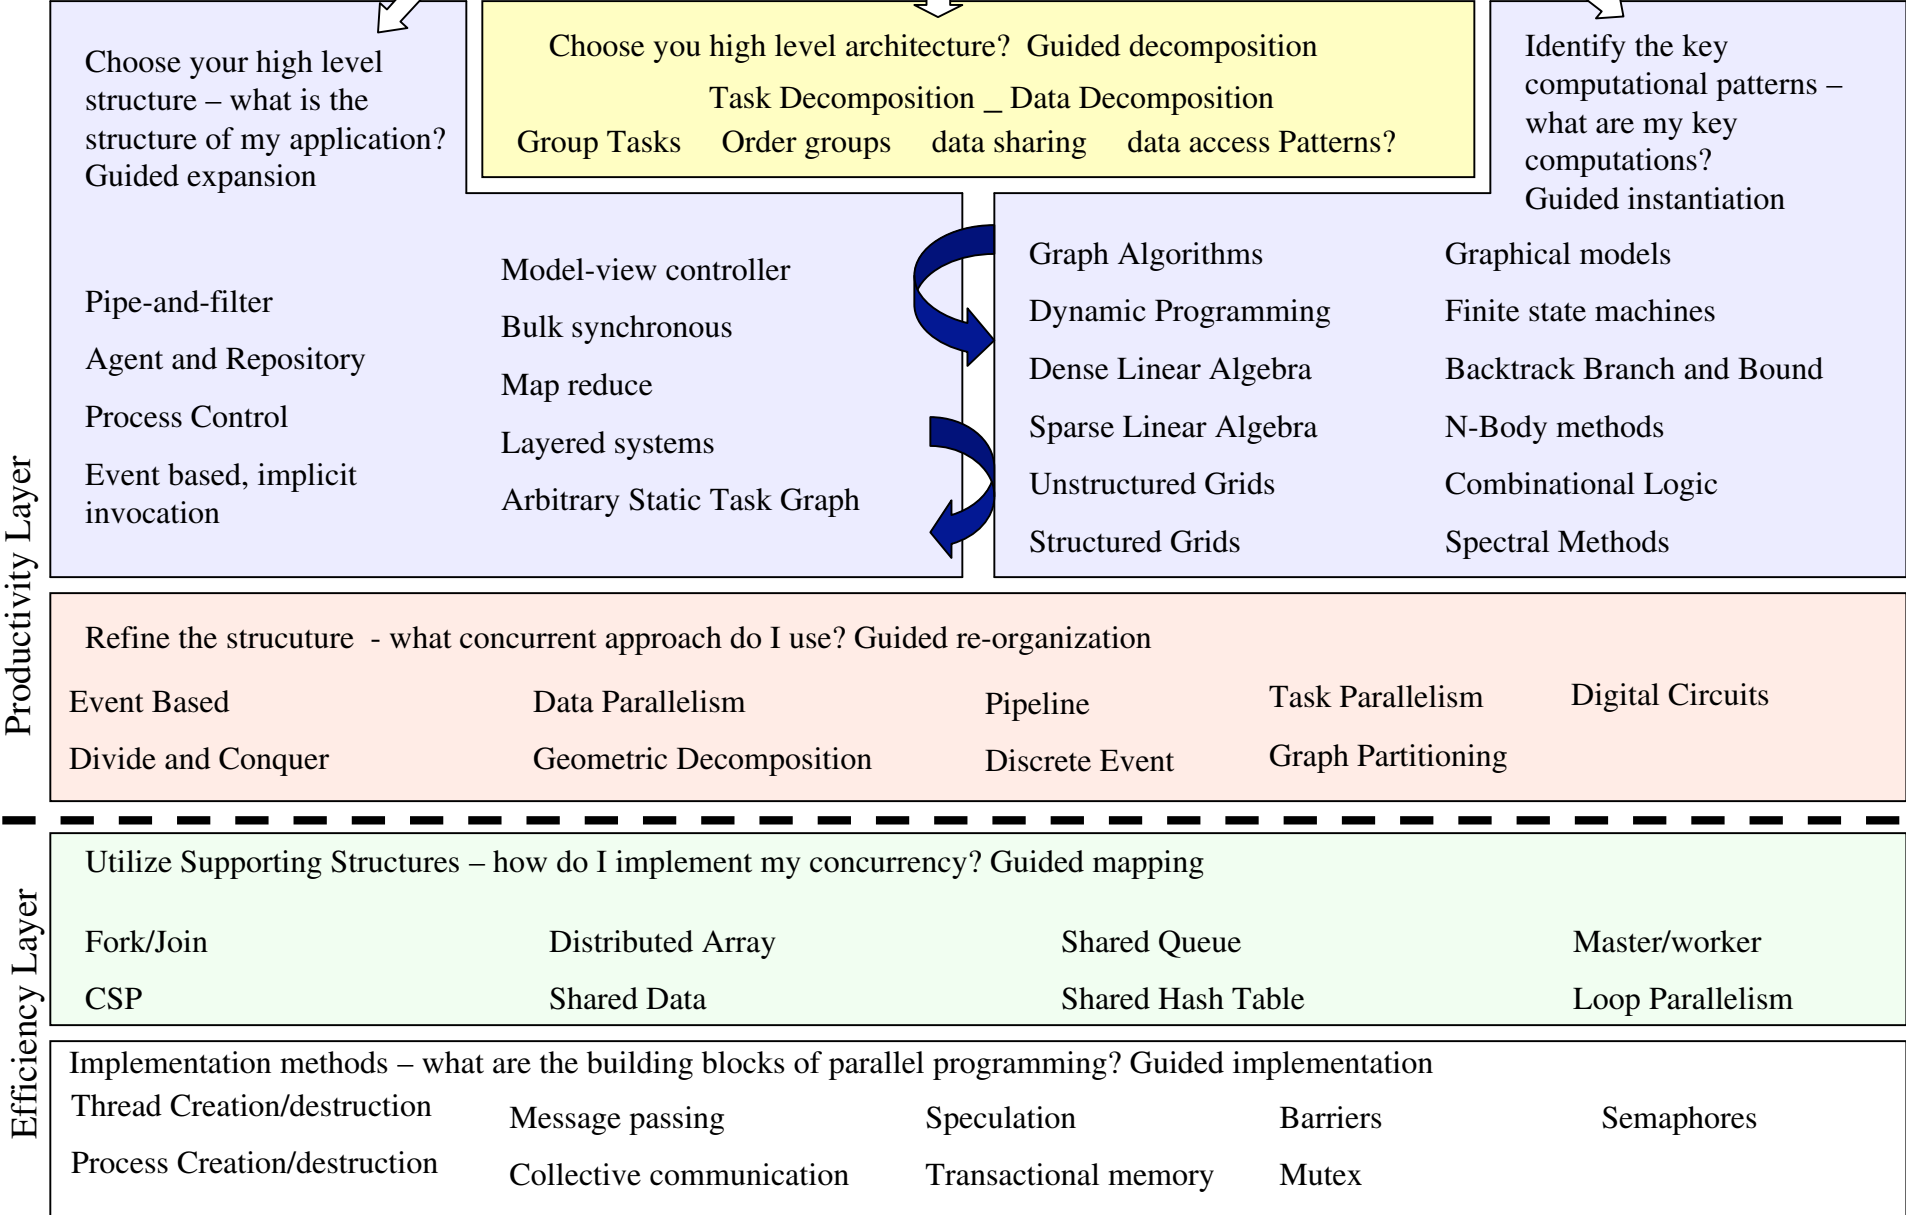 Choose your high level
structure – what is the
structure of my application?
Guided expansion
Choose you high level architecture? Guided decomposition
Task Decomposition _ Data Decomposition
Group Tasks Order groups data sharing data access Patterns?
Identify the key
computational patterns –
what are my key
computations?
Guided instantiation
Pipe-and-filter
Agent and Repository
Process Control
Event based, implicit
invocation
Model-view controller
Bulk synchronous
Map reduce
Layered systems
Arbitrary Static Task Graph
Graph Algorithms
Dynamic Programming
Dense Linear Algebra
Sparse Linear Algebra
Unstructured Grids
Structured Grids
Graphical models
Finite state machines
Backtrack Branch and Bound
N-Body methods
Combinational Logic
Spectral Methods
Productivity Layer
Refine the strucuture - what concurrent approach do I use? Guided re-organization
Event Based
Divide and Conquer
Data Parallelism
Geometric Decomposition
Pipeline
Discrete Event
Task Parallelism
Graph Partitioning
Digital Circuits
Efficiency Layer
Utilize Supporting Structures – how do I implement my concurrency? Guided mapping
Fork/Join
CSP
Distributed Array
Shared Data
Shared Queue
Shared Hash Table
Master/worker
Loop Parallelism
Implementation methods – what are the building blocks of parallel programming? Guided implementation
Thread Creation/destruction
Process Creation/destruction
Message passing
Collective communication
Speculation
Transactional memory
Barriers
Mutex
Semaphores